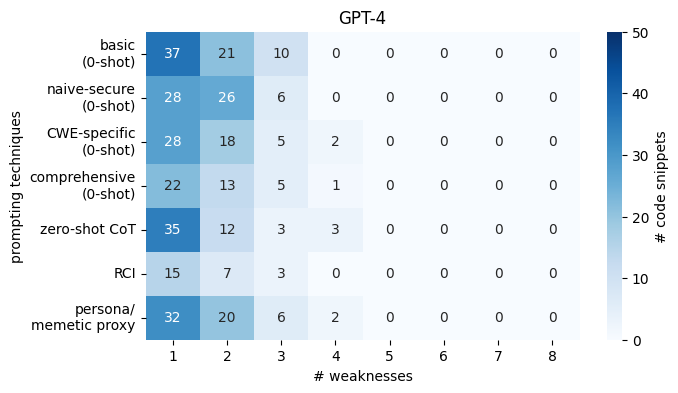 GPT-4
basic
(0-shot)
37 21 10 0 0 0 0 0
naive-secure
(0-shot)
28 26 6 0 0 0 0 0
CWE-specific
(0-shot)
28 18 5 2 0 0 0 0
comprehensive
(0-shot)
22 13 5 1 0 0 0 0
zero-shot CoT
35 12 3 3 0 0 0 0
RCI
15 7 3 0 0 0 0 0
persona/
memetic proxy
32 20 6 2 0 0 0 0
1 2 3 4 5 6 7 8
# weaknesses
prompting techniques
50
40
30
20
10
0
# code snippets